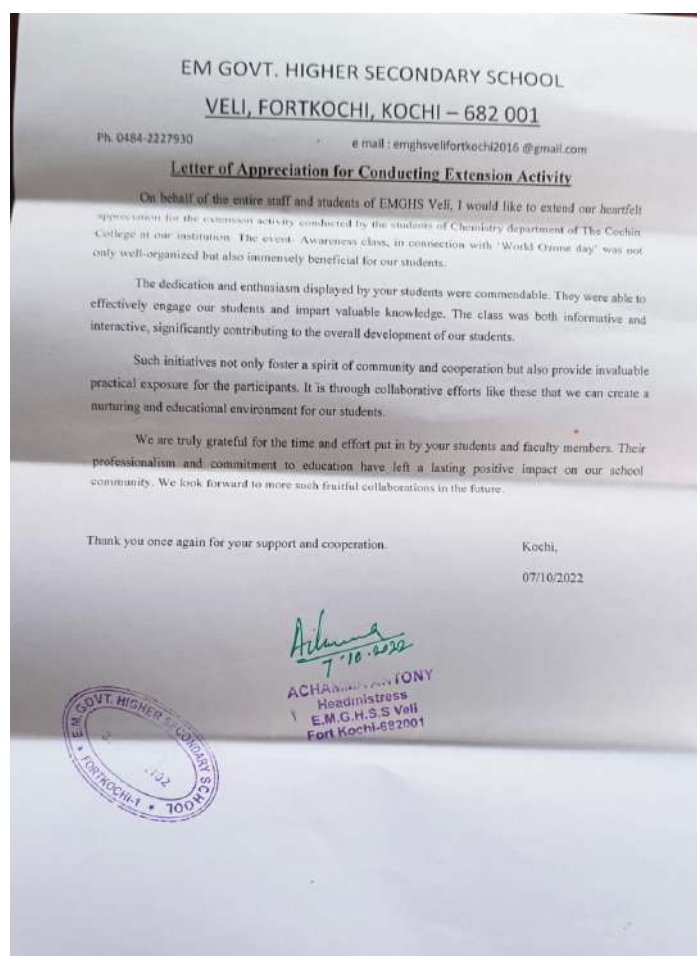 EM GOVT. HIGHER SECONDARY SCHOOL
VELI, FORTKOCHI, KOCHI – 682 001
Ph. 0484-2227930
e mail : emghsvelifortkochi2016 @gmail.com
Letter of Appreciation for Conducting Extension Activity
On behalf of the entire staff and students of EMGHS Veli, I would like to extend our heartfelt
appreciation for the extension activity conducted by the students of Chemistry department of The Cochin
College at our institution. The event- Awareness class, in connection with 'World Ozone day' was not
only well-organized but also immensely beneficial for our students.
The dedication and enthusiasm displayed by your students were commendable. They were able to
effectively engage our students and impart valuable knowledge. The class was both informative and
interactive, significantly contributing to the overall development of our students.
Such initiatives not only foster a spirit of community and cooperation but also provide invaluable
practical exposure for the participants. It is through collaborative efforts like these that we can create a
nurturing and educational environment for our students.
We are truly grateful for the time and effort put in by your students and faculty members. Their
professionalism and commitment to education have left a lasting positive impact on our school
community. We look forward to more such fruitful collaborations in the future.
Thank you once again for your support and cooperation.
Kochi,
07/10/2022
7.10.2022
Headmistress
E.M.G.H.S.S Veli
Fort Kochi-682001
E.M. GOVT. HIGHER SECONDARY SCHOOL
FORTKOCHI-1